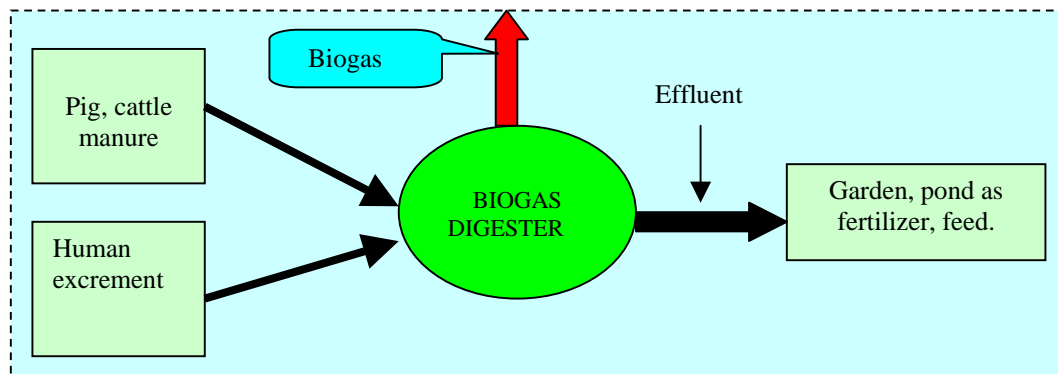 Biogas
Pig, cattle
manure
Effluent
BIOGAS
DIGESTER
Garden, pond as
fertilizer, feed.
Human
excrement